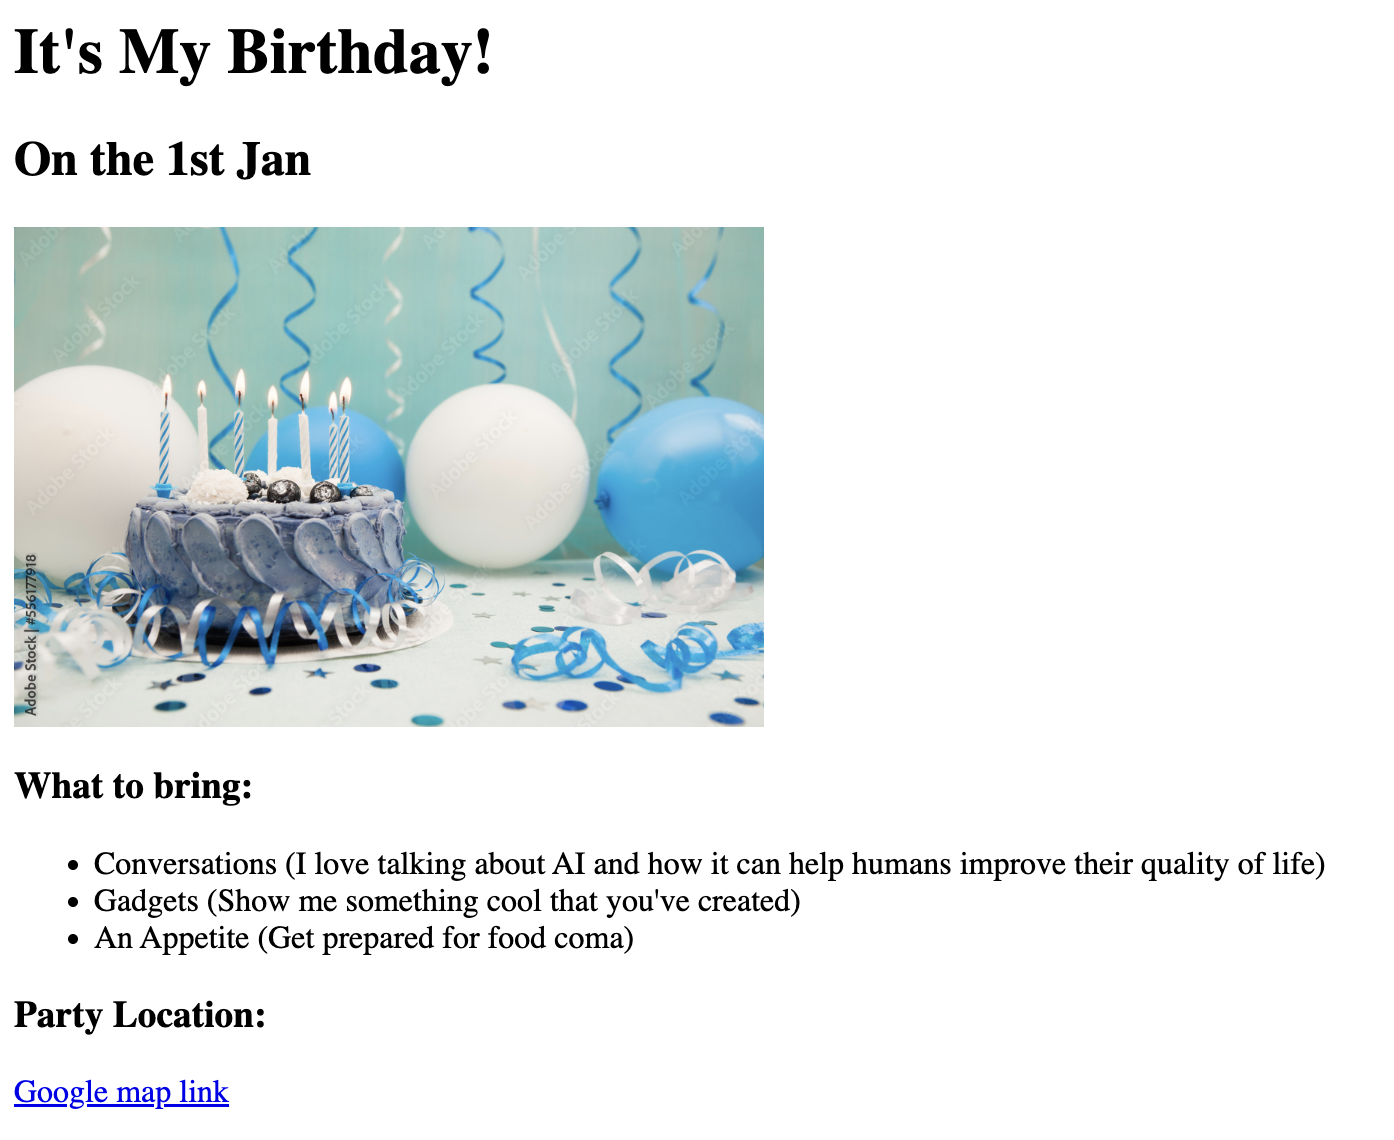 It's My Birthday!
On the 1st Jan
Adobe Stock | #556177918
What to bring:
Conversations (I love talking about AI and how it can help humans improve their quality of life)
Gadgets (Show me something cool that you've created)
An Appetite (Get prepared for food coma)
Party Location:
Google map link